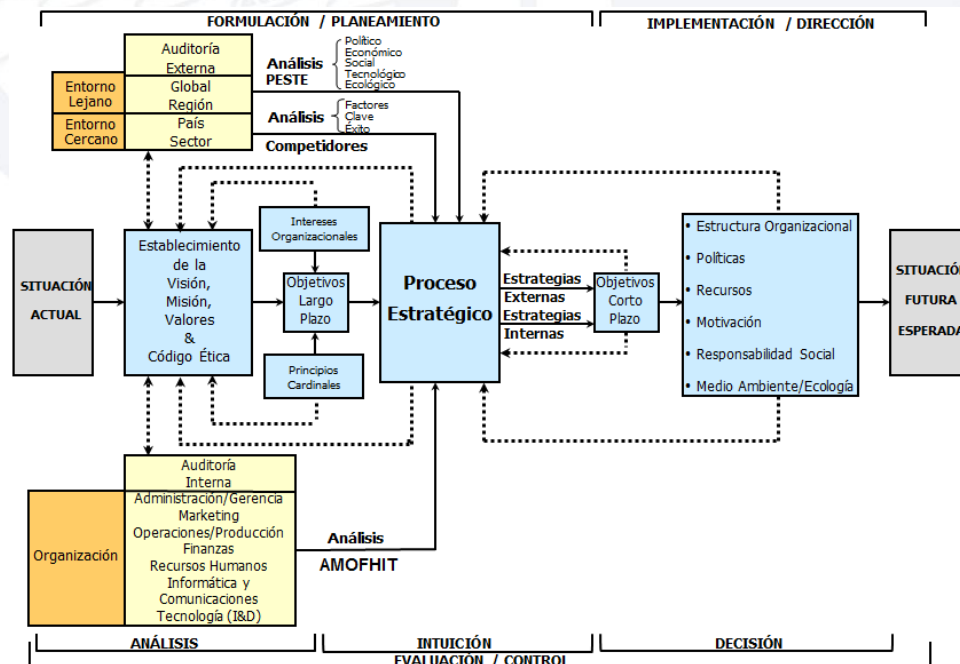 FORMULACIÓN / PLANEAMIENTO
IMPLEMENTACIÓN / DIRECCIÓN
Auditoría
Externa
Entorno
Lejano
Global
Región
Entorno
Cercano
País
Sector
Análisis
PESTE
Político
Económico
Social
Tecnológico
Ecológico
Análisis
Factores
Clave
Éxito
Competidores
SITUACIÓN
ACTUAL
Establecimiento
de la
Visión,
Misión,
Valores
&
Código Ética
Intereses
Organizacionales
Objetivos
Largo
Plazo
Principios
Cardinales
Proceso
Estratégico
Estrategias
Externas
Estrategias
Internas
Objetivos
Corto
Plazo
• Estructura Organizacional
• Políticas
• Recursos
• Motivación
• Responsabilidad Social
• Medio Ambiente/Ecología
SITUACIÓN
FUTURA
ESPERADA
Auditoría
Interna
Organización
Administración/Gerencia
Marketing
Operaciones/Producción
Finanzas
Recursos Humanos
Informática y
Comunicaciones
Tecnología (I&D)
Análisis
AMOFHIT
ANÁLISIS
INTUICIÓN
DECISIÓN
EVALUACIÓN / CONTROL